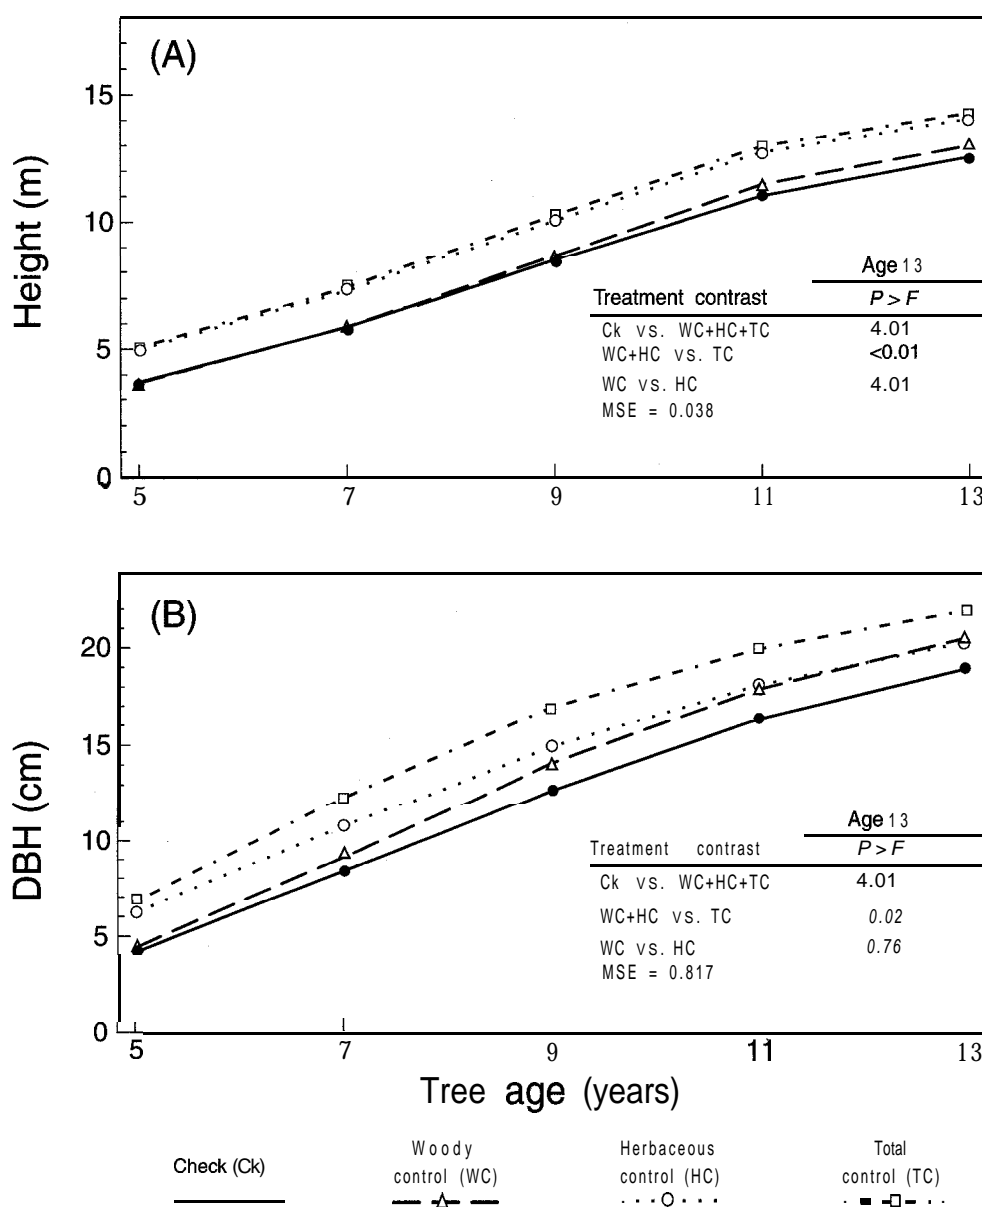 (A)
15
10
5
0
Height (m)
Age 13
Treatment contrast P > F
Ck vs. WC+HC+TC 4.01
WC+HC vs. TC <0.01
WC vs. HC 4.01
MSE = 0.038
5 7 9 11 13
(B)
20
15
10
5
0
DBH (cm)
Age 13
Treatment contrast P > F
Ck vs. WC+HC+TC 4.01
WC+HC vs. TC 0.02
WC vs. HC 0.76
MSE = 0.817
5 7 9 11 13
Tree age (years)
Check (Ck)
Woody
control (WC)
Herbaceous
control (HC)
Total
control (TC)